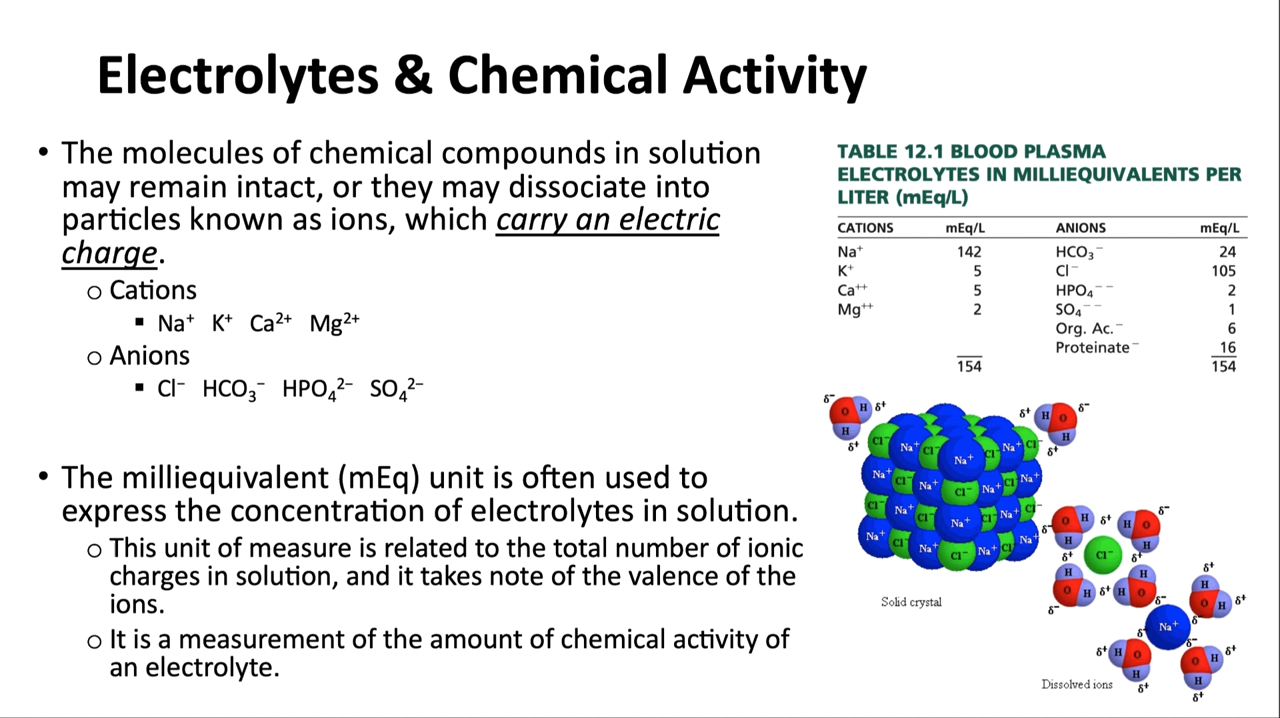 Electrolytes & Chemical Activity
• The molecules of chemical compounds in solution
may remain intact, or they may dissociate into
particles known as ions, which carry an electric
charge.
o Cations
▪ Na⁺ K⁺ Ca²⁺ Mg²⁺
o Anions
▪ Cl⁻ HCO₃⁻ HPO₄²⁻ SO₄²⁻
• The milliequivalent (mEq) unit is often used to
express the concentration of electrolytes in solution.
o This unit of measure is related to the total number of ionic
charges in solution, and it takes note of the valence of the
ions.
o It is a measurement of the amount of chemical activity of
an electrolyte.
TABLE 12.1 BLOOD PLASMA
ELECTROLYTES IN MILLIEQUIVALENTS PER
LITER (mEq/L)
CATIONS mEq/L ANIONS mEq/L
Na⁺ 142 HCO₃⁻ 24
K⁺ 5 Cl⁻ 105
Ca⁺⁺ 5 HPO₄⁻⁻ 2
Mg⁺⁺ 2 SO₄⁻⁻ 1
Org. Ac.⁻ 6
Proteinate⁻ 16
154 154
δ⁻ H δ⁺ δ⁺ H O δ⁻
O H
H δ⁺ δ⁺
Cl⁻ Na⁺ Cl⁻ Na⁺ Cl⁻ Na⁺ Cl⁻
Na⁺ Cl⁻ Na⁺ Cl⁻ Na⁺ Cl⁻ Na⁺
Cl⁻ Na⁺ Cl⁻ Na⁺ Cl⁻ Na⁺ Cl⁻
Na⁺ Cl⁻ Na⁺ Cl⁻ Na⁺ Cl⁻ Na⁺
Solid crystal
δ⁻ O H δ⁺ H O δ⁻
H H
δ⁺ Cl⁻ δ⁺
H H
O H δ⁺ H O
δ⁻ δ⁻
δ⁺
H
O H δ⁺
δ⁻ Na⁺ δ⁻
δ⁺ H O δ⁻ O H δ⁺
H H
δ⁺ δ⁺
Dissolved ions